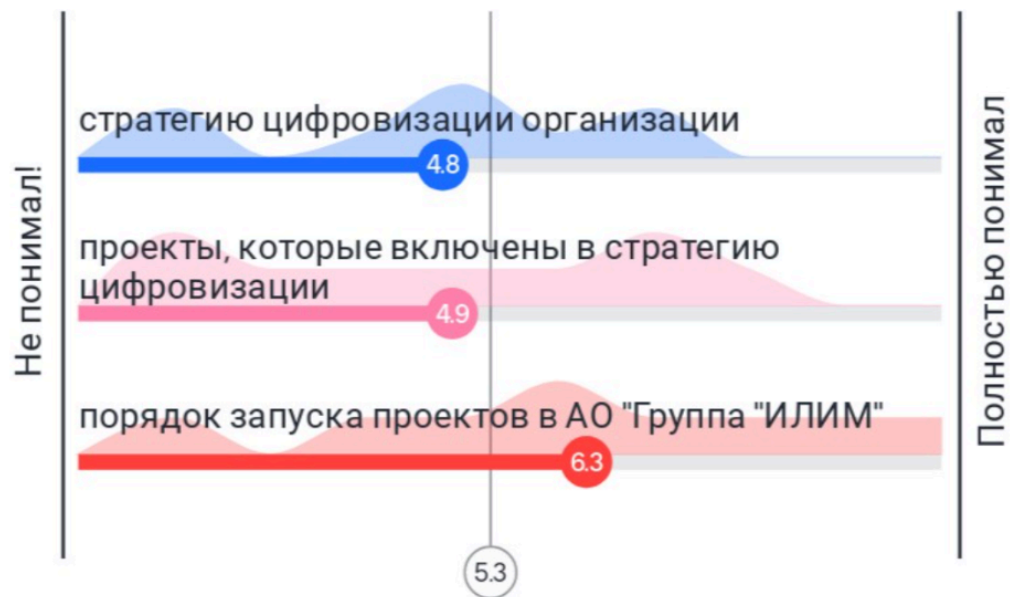 Не понимал!
стратегию цифровизации организации
4.8
проекты, которые включены в стратегию
цифровизации
4.9
порядок запуска проектов в АО "Группа "ИЛИМ"
6.3
5.3
Полностью понимал